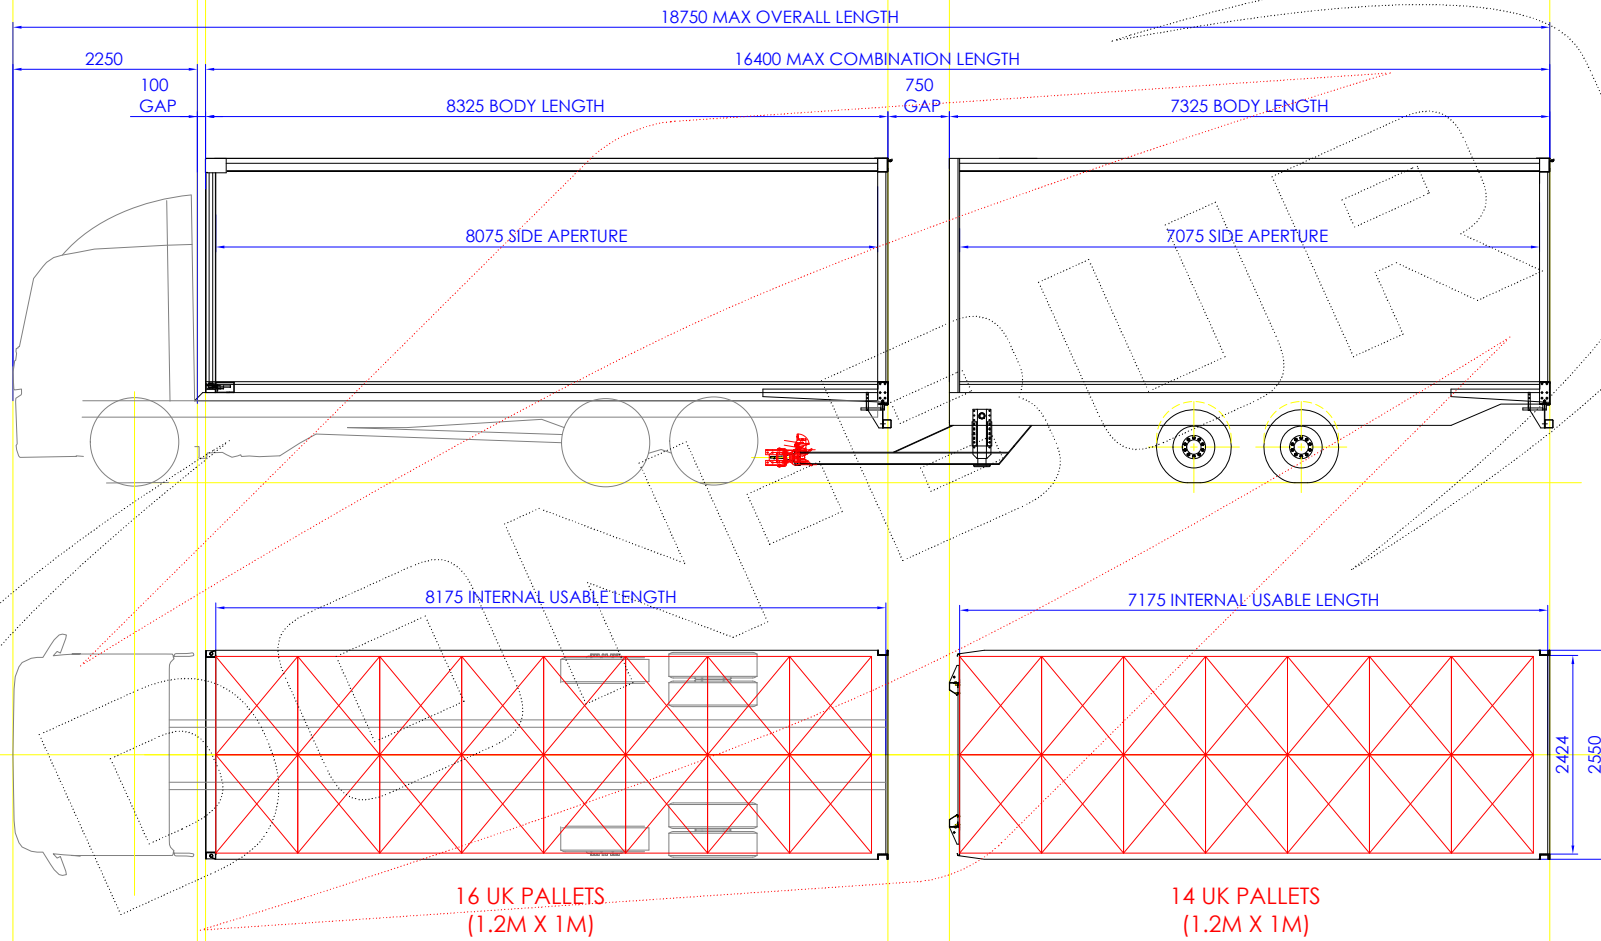 18750 MAX OVERALL LENGTH
2250
16400 MAX COMBINATION LENGTH
100
GAP
8325 BODY LENGTH
750
GAP
7325 BODY LENGTH
8075 SIDE APERTURE
7075 SIDE APERTURE
8175 INTERNAL USABLE LENGTH
7175 INTERNAL USABLE LENGTH
2424
2550
16 UK PALLETS
(1.2M X 1M)
14 UK PALLETS
(1.2M X 1M)